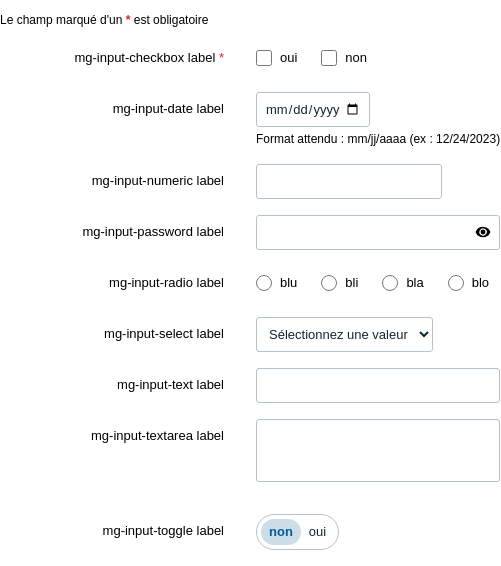 Le champ marqué d'un * est obligatoire
mg-input-checkbox label * oui non
mg-input-date label mm/dd/yyyy
Format attendu : mm/jj/aaaa (ex : 12/24/2023)
mg-input-numeric label
mg-input-password label
mg-input-radio label blu bli bla blo
mg-input-select label Sélectionnez une valeur
mg-input-text label
mg-input-textarea label
mg-input-toggle label non oui